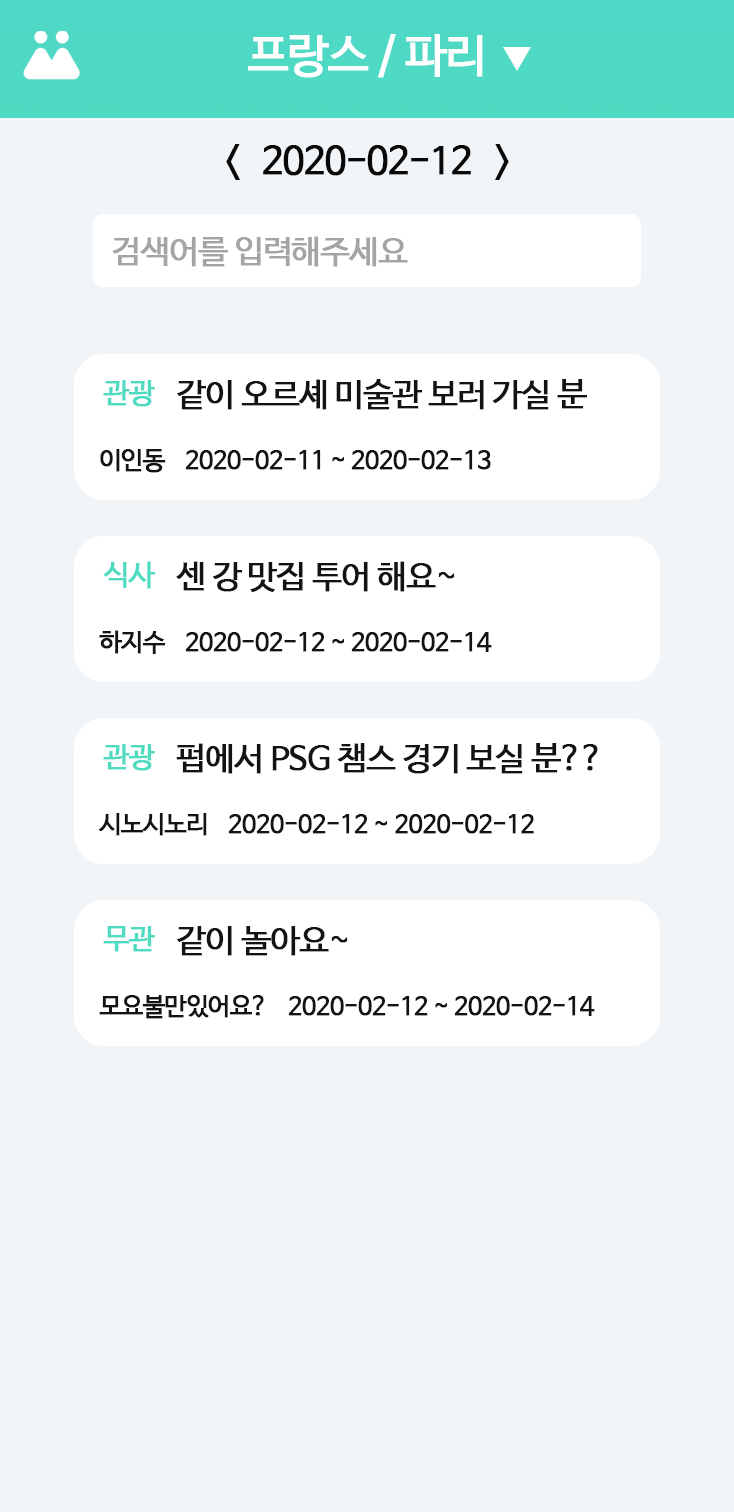 프랑스 / 파리 ▼
〈 2020-02-12 〉
검색어를 입력해주세요
관광 같이 오르셰 미술관 보러 가실 분
이인동 2020-02-11 ~ 2020-02-13
식사 센 강 맛집 투어 해요~
하지수 2020-02-12 ~ 2020-02-14
관광 펍에서 PSG 챔스 경기 보실 분??
시노시노리 2020-02-12 ~ 2020-02-12
무관 같이 놀아요~
모요불만있어요? 2020-02-12 ~ 2020-02-14